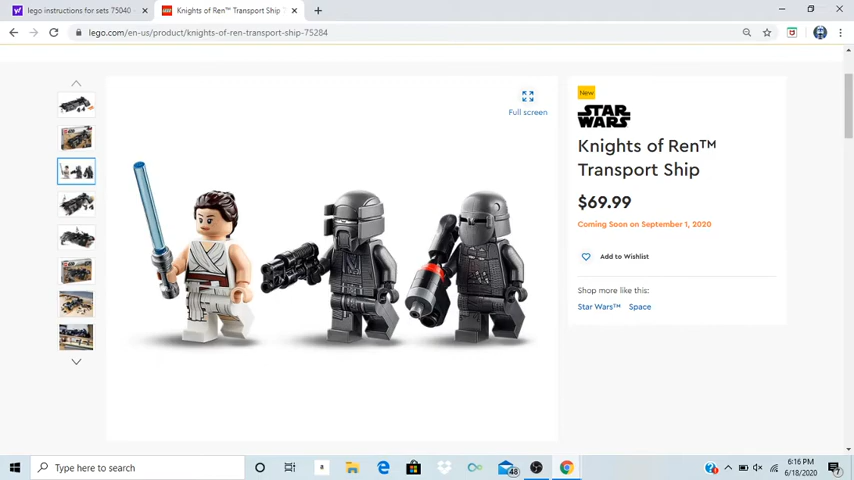 lego instructions for sets 75040
Knights of Ren™ Transport Ship
lego.com/en-us/product/knights-of-ren-transport-ship-75284
Full screen
New
STAR
WARS
Knights of Ren™
Transport Ship
$69.99
Coming Soon on September 1, 2020
Add to Wishlist
Shop more like this:
Star Wars™ Space
Type here to search
a
48
6:16 PM
6/18/2020
7